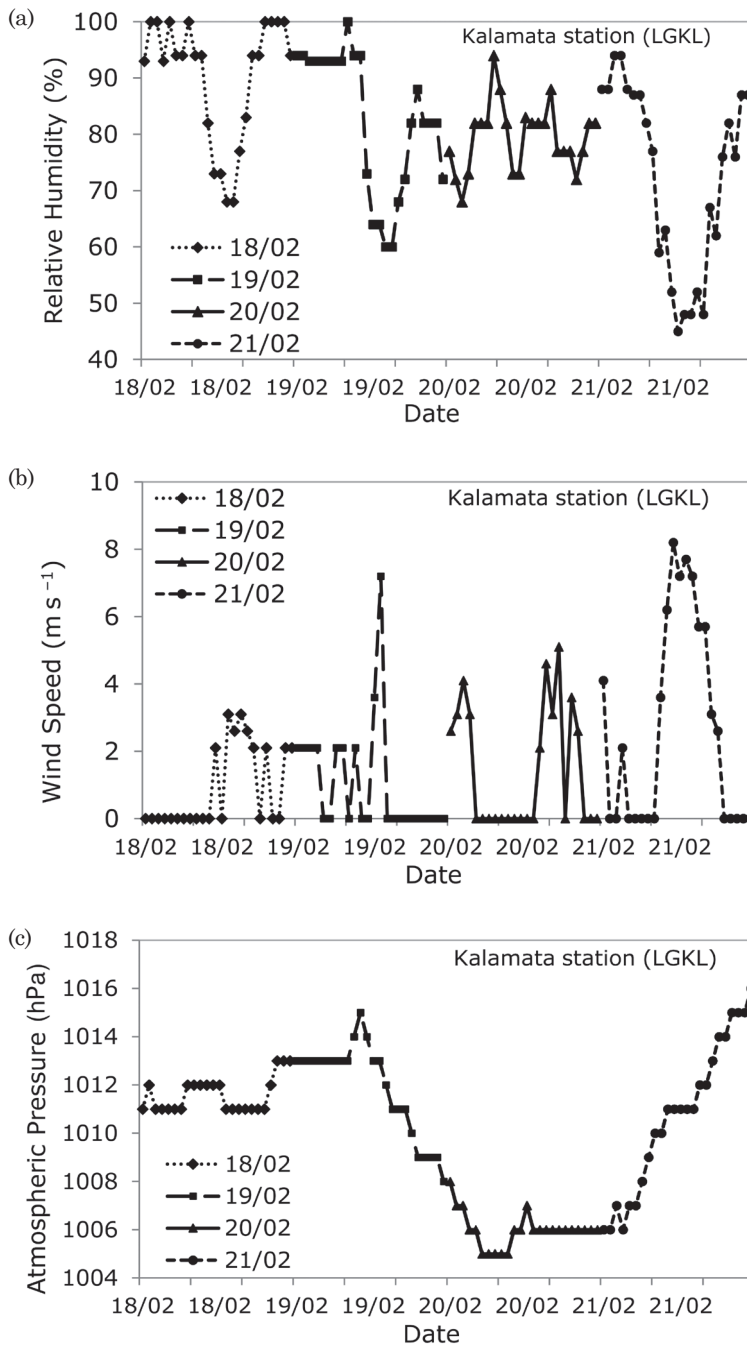 (a)
Relative Humidity (%)
100
90
80
70
60
50
40
Kalamata station (LGKL)
18/02
19/02
20/02
21/02
18/02 18/02 19/02 19/02 20/02 20/02 21/02 21/02
Date
(b)
Wind Speed (m s⁻¹)
10
8
6
4
2
0
18/02
19/02
20/02
21/02
Kalamata station (LGKL)
18/02 18/02 19/02 19/02 20/02 20/02 21/02 21/02
Date
(c)
Atmospheric Pressure (hPa)
1018
1016
1014
1012
1010
1008
1006
1004
Kalamata station (LGKL)
18/02
19/02
20/02
21/02
18/02 18/02 19/02 19/02 20/02 20/02 21/02 21/02
Date